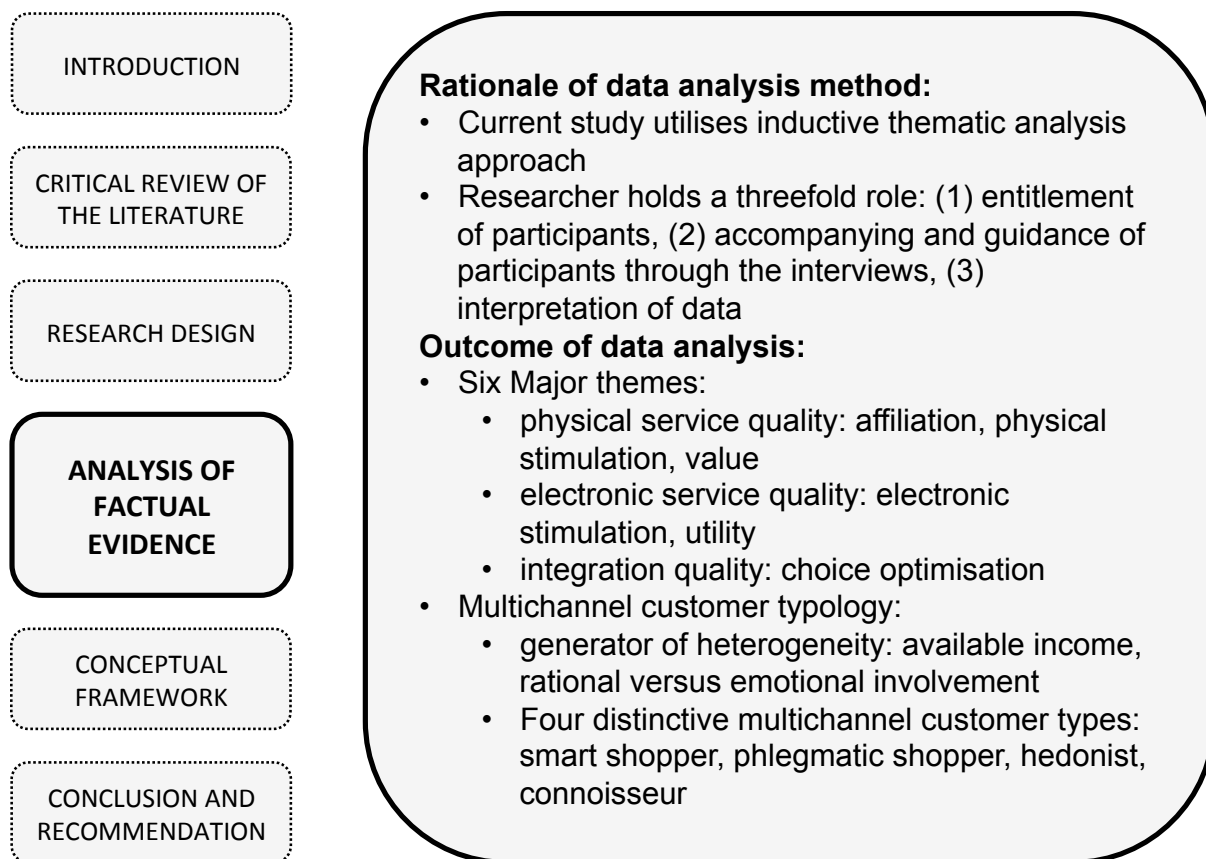 INTRODUCTION
CRITICAL REVIEW OF
THE LITERATURE
RESEARCH DESIGN
ANALYSIS OF
FACTUAL
EVIDENCE
CONCEPTUAL
FRAMEWORK
CONCLUSION AND
RECOMMENDATION
Rationale of data analysis method:
• Current study utilises inductive thematic analysis
approach
• Researcher holds a threefold role: (1) entitlement
of participants, (2) accompanying and guidance of
participants through the interviews, (3)
interpretation of data
Outcome of data analysis:
• Six Major themes:
• physical service quality: affiliation, physical
stimulation, value
• electronic service quality: electronic
stimulation, utility
• integration quality: choice optimisation
• Multichannel customer typology:
• generator of heterogeneity: available income,
rational versus emotional involvement
• Four distinctive multichannel customer types:
smart shopper, phlegmatic shopper, hedonist,
connoisseur